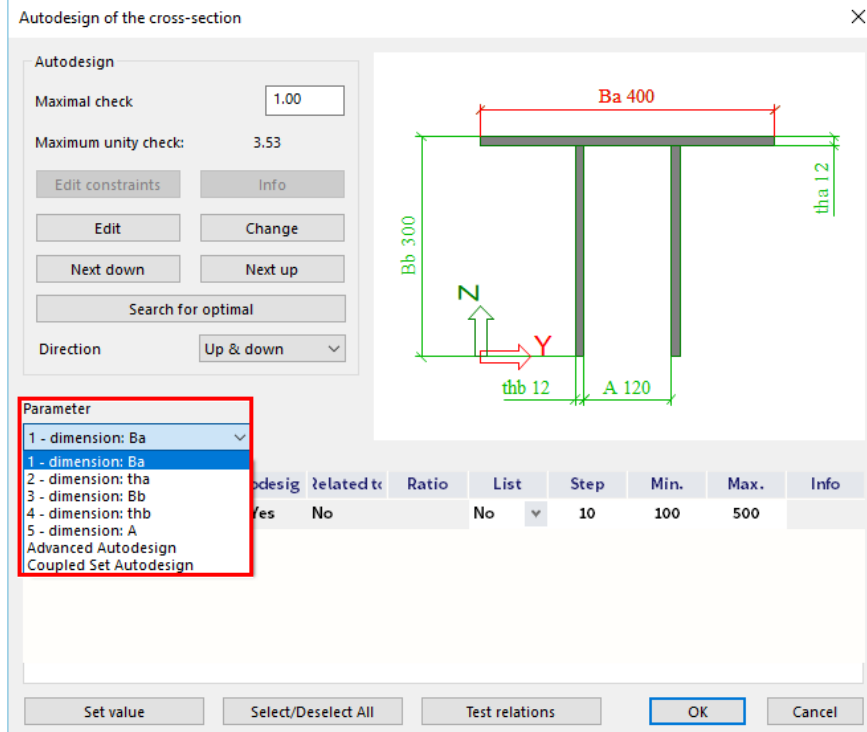 Autodesign of the cross-section
Autodesign
Maximal check 1.00
Maximum unity check: 3.53
Edit constraints Info
Edit Change
Next down Next up
Search for optimal
Direction Up & down
Ba 400
tha 12
Bb 300
Z
Y
thb 12 A 120
Parameter
1 - dimension: Ba
1 - dimension: Ba
2 - dimension: tha
3 - dimension: Bb
4 - dimension: thb
5 - dimension: A
Advanced Autodesign
Coupled Set Autodesign
odesig Related to Ratio List Step Min. Max. Info
Yes No No 10 100 500
Set value Select/Deselect All Test relations OK Cancel